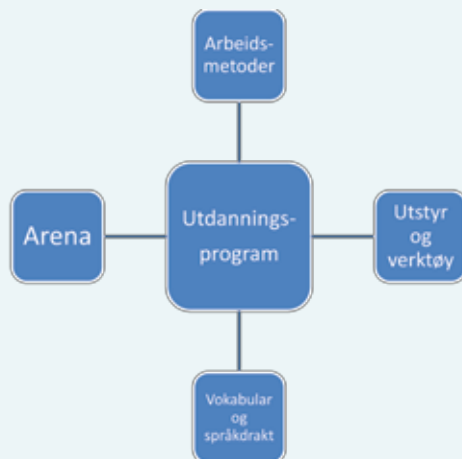 Arbeids-
metoder
Arena
Utdannings-
program
Utstyr
og
verktøy
Vokabular
og
språkdrakt